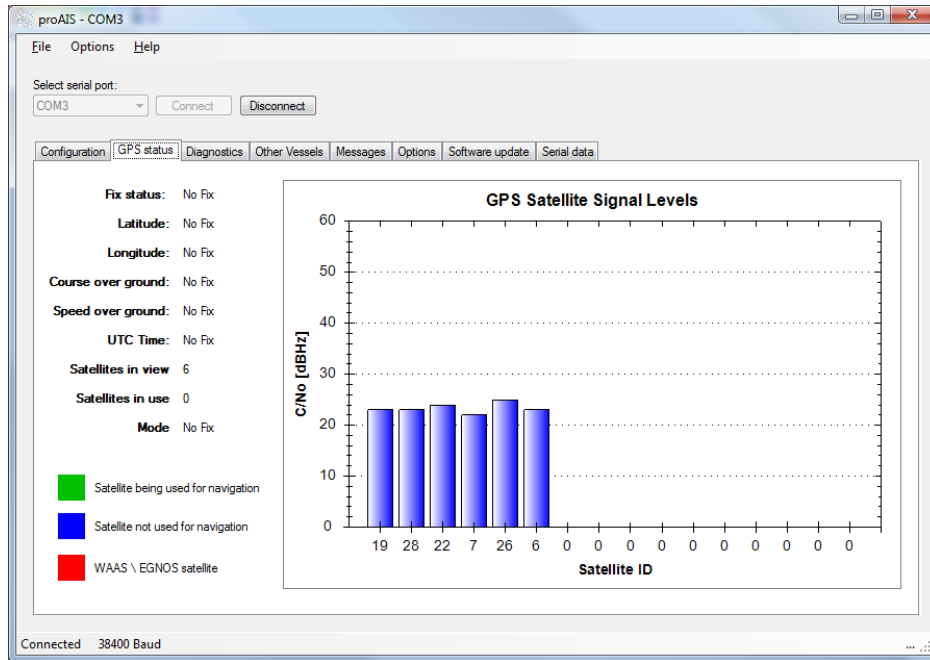 proAIS - COM3
File Options Help
Select serial port:
COM3 Connect Disconnect
Configuration GPS status Diagnostics Other Vessels Messages Options Software update Serial data
Fix status: No Fix
Latitude: No Fix
Longitude: No Fix
Course over ground: No Fix
Speed over ground: No Fix
UTC Time: No Fix
Satellites in view 6
Satellites in use 0
Mode No Fix
Satellite being used for navigation
Satellite not used for navigation
WAAS \ EGNOS satellite
GPS Satellite Signal Levels
60
50
40
30
20
10
0
C/No [dBHz]
19 28 22 7 26 6 0 0 0 0 0 0 0 0 0 0
Satellite ID
Connected 38400 Baud ...